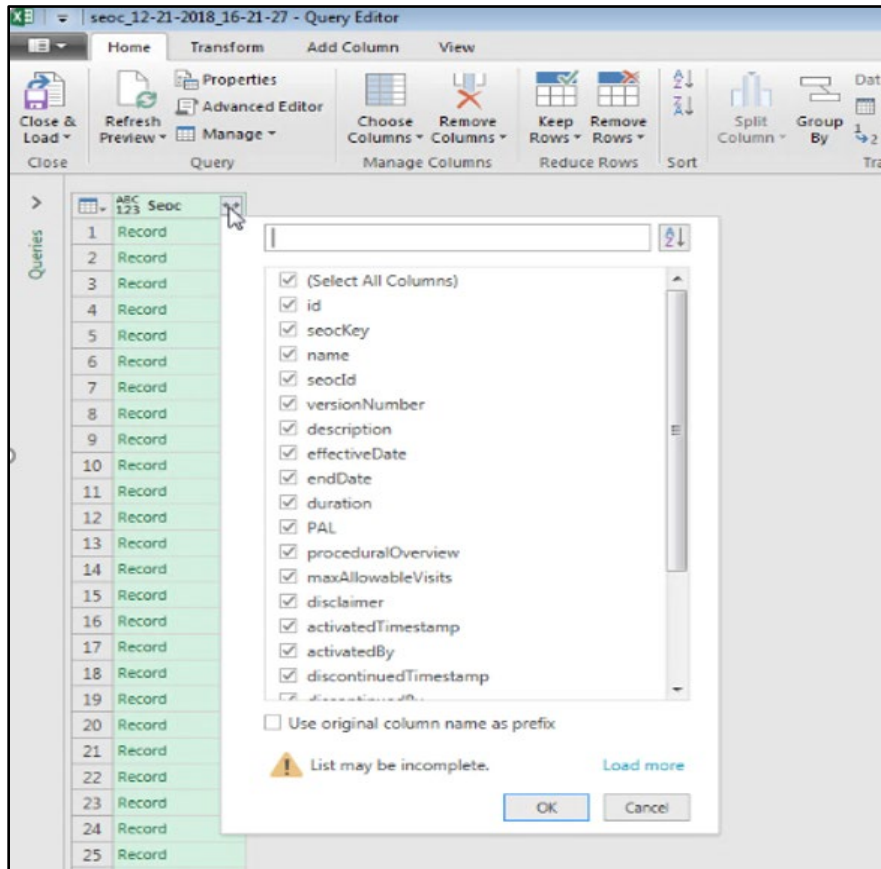 seoc_12-21-2018_16-21-27 - Query Editor
Home Transform Add Column View
Close & Load
Refresh Preview
Properties
Advanced Editor
Manage
Choose Columns
Remove Columns
Keep Rows
Remove Rows
Split Column
Group By
Dat
1
2
Close Query Manage Columns Reduce Rows Sort Tra
Queries
ABC
123 Seoc
1 Record
2 Record
3 Record
4 Record
5 Record
6 Record
7 Record
8 Record
9 Record
10 Record
11 Record
12 Record
13 Record
14 Record
15 Record
16 Record
17 Record
18 Record
19 Record
20 Record
21 Record
22 Record
23 Record
24 Record
25 Record
A
Z
(Select All Columns)
id
seocKey
name
seocId
versionNumber
description
effectiveDate
endDate
duration
PAL
proceduralOverview
maxAllowableVisits
disclaimer
activatedTimestamp
activatedBy
discontinuedTimestamp
Use original column name as prefix
List may be incomplete. Load more
OK Cancel